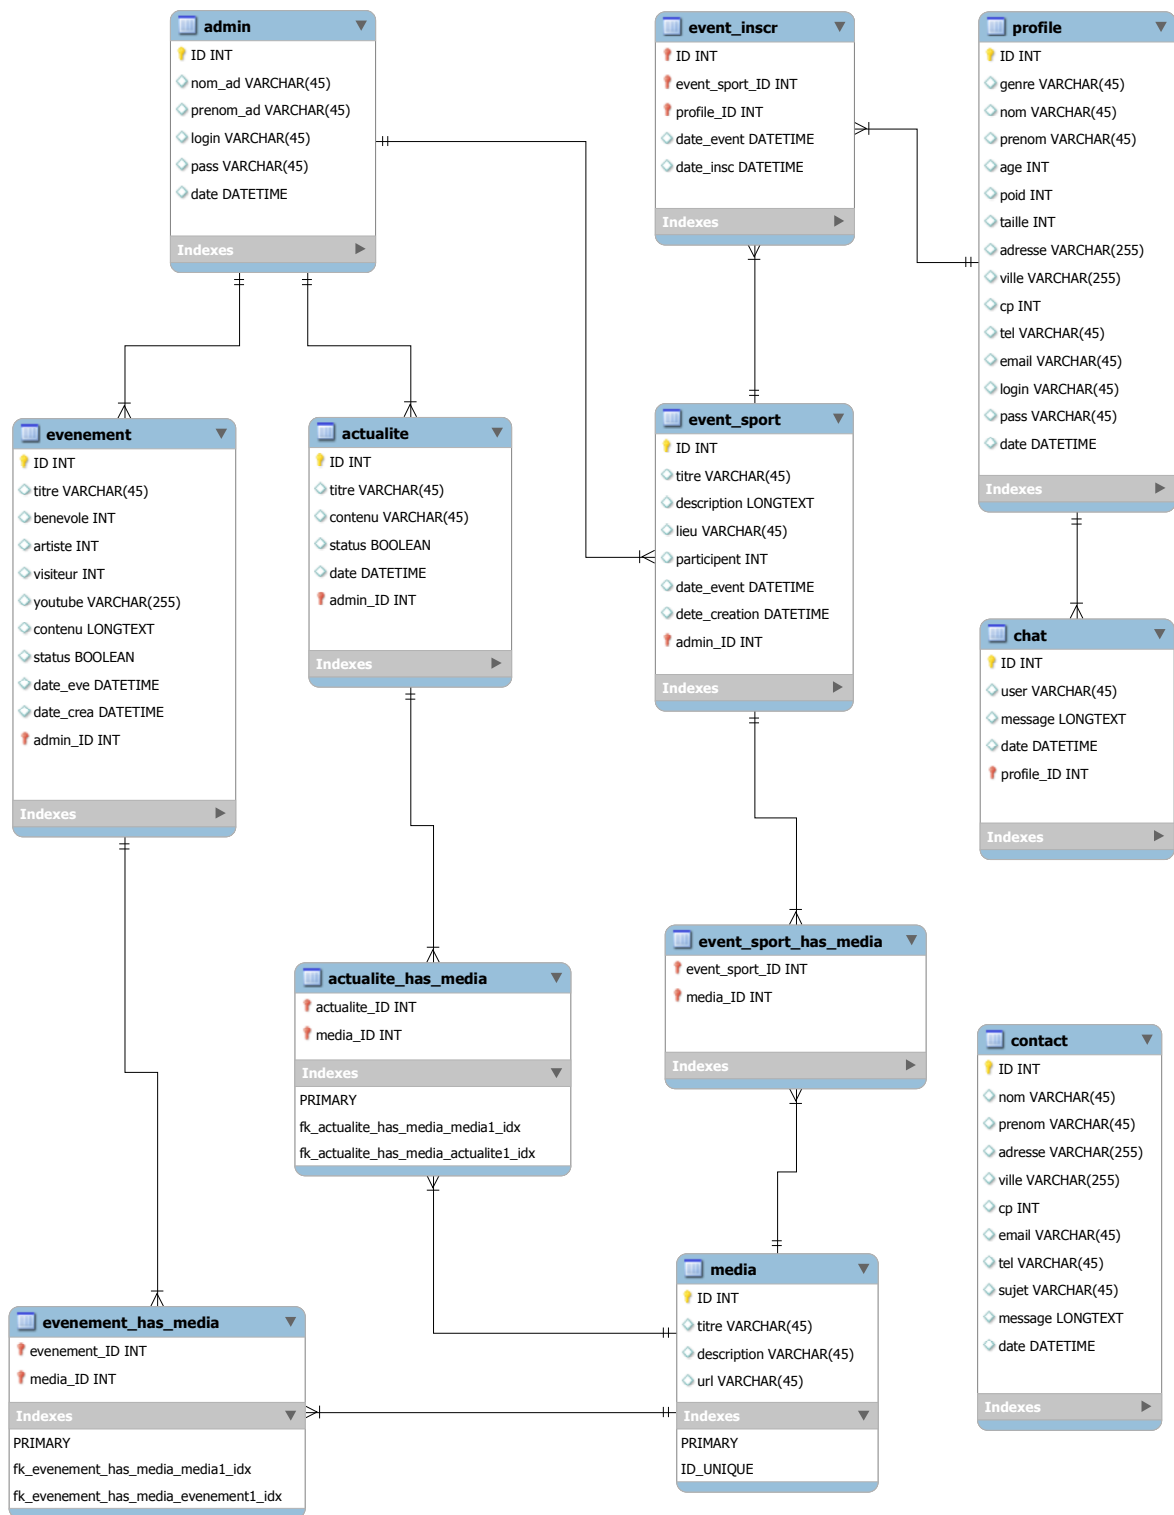 admin
ID INT
nom_ad VARCHAR(45)
prenom_ad VARCHAR(45)
login VARCHAR(45)
pass VARCHAR(45)
date DATETIME
Indexes
event_inscr
ID INT
event_sport_ID INT
profile_ID INT
date_event DATETIME
date_insc DATETIME
Indexes
profile
ID INT
genre VARCHAR(45)
nom VARCHAR(45)
prenom VARCHAR(45)
age INT
poid INT
taille INT
adresse VARCHAR(255)
ville VARCHAR(255)
cp INT
tel VARCHAR(45)
email VARCHAR(45)
login VARCHAR(45)
pass VARCHAR(45)
date DATETIME
Indexes
evenement
ID INT
titre VARCHAR(45)
benevole INT
artiste INT
visiteur INT
youtube VARCHAR(255)
contenu LONGTEXT
status BOOLEAN
date_eve DATETIME
date_crea DATETIME
admin_ID INT
Indexes
actualite
ID INT
titre VARCHAR(45)
contenu VARCHAR(45)
status BOOLEAN
date DATETIME
admin_ID INT
Indexes
event_sport
ID INT
titre VARCHAR(45)
description LONGTEXT
lieu VARCHAR(45)
participent INT
date_event DATETIME
dete_creation DATETIME
admin_ID INT
Indexes
chat
ID INT
user VARCHAR(45)
message LONGTEXT
date DATETIME
profile_ID INT
Indexes
actualite_has_media
actualite_ID INT
media_ID INT
Indexes
PRIMARY
fk_actualite_has_media_media1_idx
fk_actualite_has_media_actualite1_idx
event_sport_has_media
event_sport_ID INT
media_ID INT
Indexes
contact
ID INT
nom VARCHAR(45)
prenom VARCHAR(45)
adresse VARCHAR(255)
ville VARCHAR(255)
cp INT
email VARCHAR(45)
tel VARCHAR(45)
sujet VARCHAR(45)
message LONGTEXT
date DATETIME
Indexes
evenement_has_media
evenement_ID INT
media_ID INT
Indexes
PRIMARY
fk_evenement_has_media_media1_idx
fk_evenement_has_media_evenement1_idx
media
ID INT
titre VARCHAR(45)
description VARCHAR(45)
url VARCHAR(45)
Indexes
PRIMARY
ID_UNIQUE